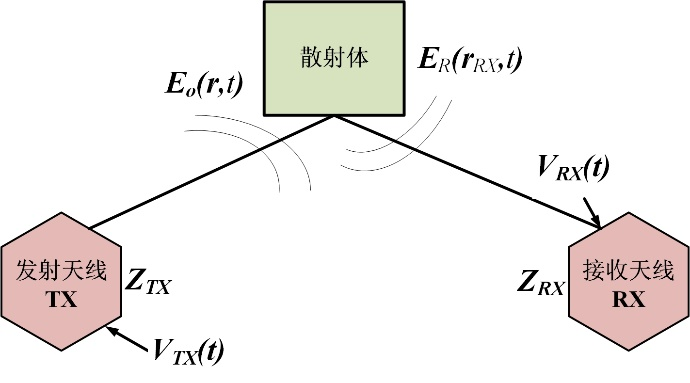 散射体
Eo(r,t)
ER(rRX,t)
VRX(t)
发射天线
TX
ZTX
ZRX
接收天线
RX
VTX(t)